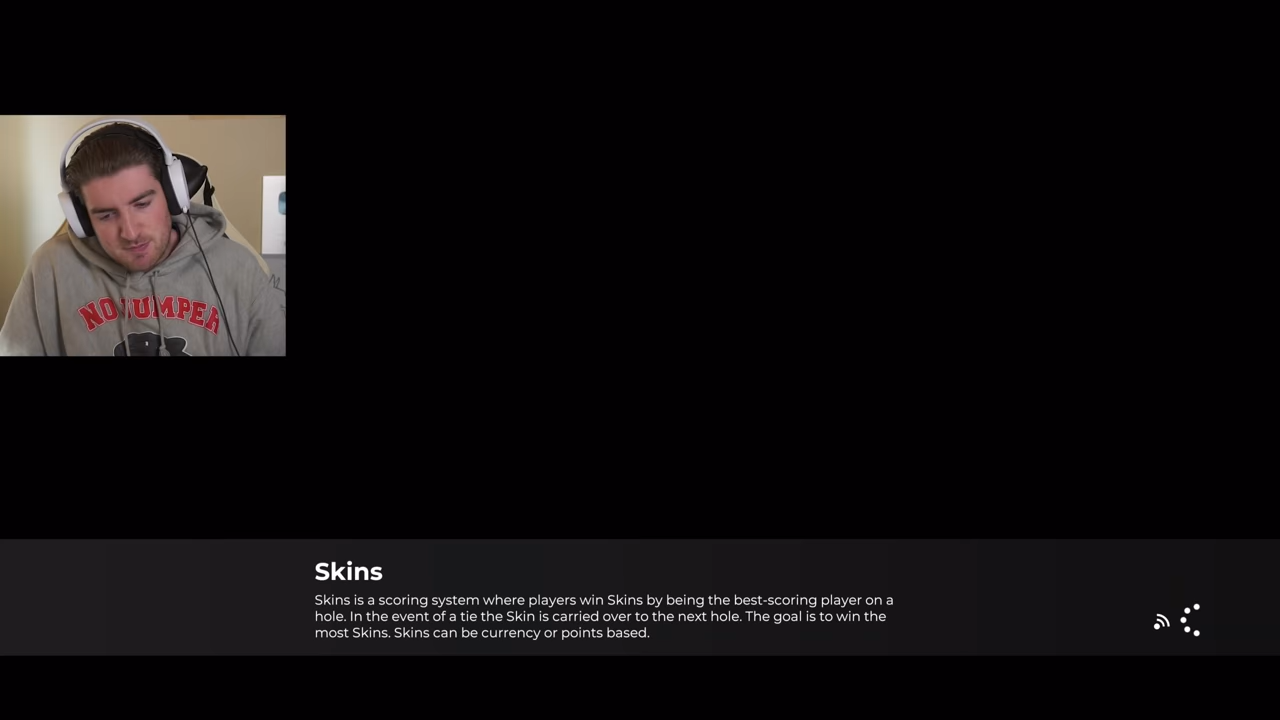 NO JUMPER
Skins
Skins is a scoring system where players win Skins by being the best-scoring player on a
hole. In the event of a tie the Skin is carried over to the next hole. The goal is to win the
most Skins. Skins can be currency or points based.